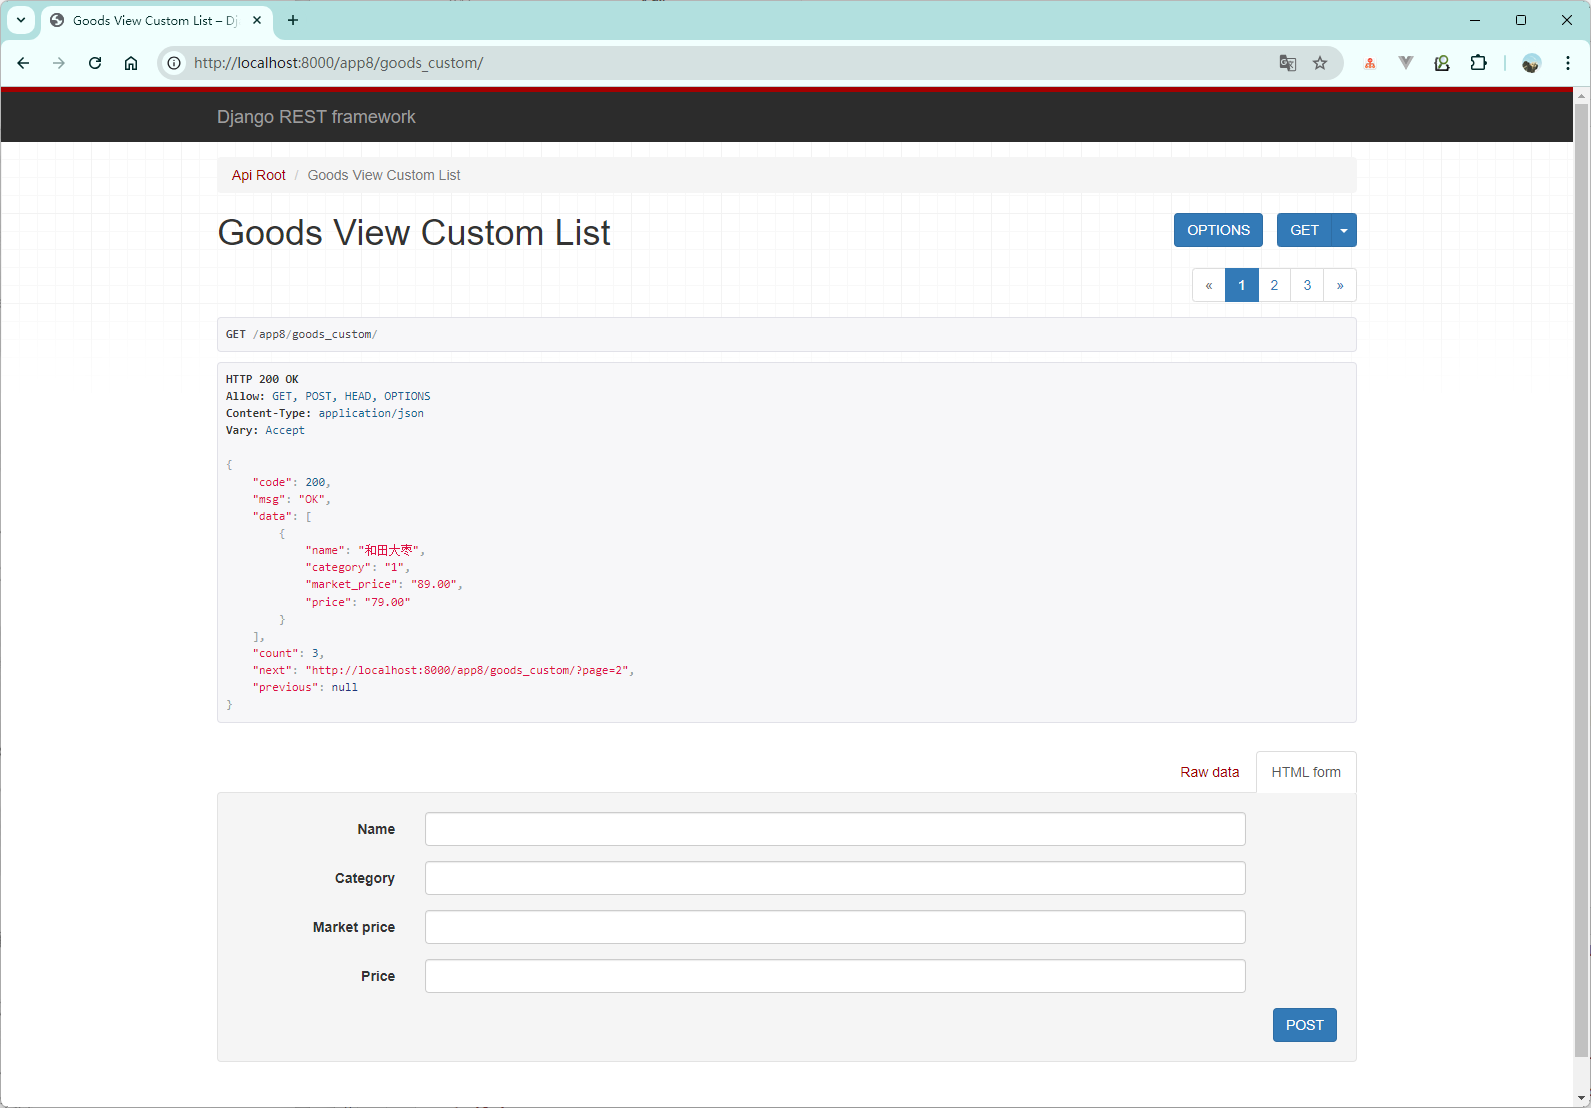 Goods View Custom List – Dj
http://localhost:8000/app8/goods_custom/
Django REST framework
Api Root / Goods View Custom List
Goods View Custom List
OPTIONS GET
« 1 2 3 »
GET /app8/goods_custom/
HTTP 200 OK
Allow: GET, POST, HEAD, OPTIONS
Content-Type: application/json
Vary: Accept
{
"code": 200,
"msg": "OK",
"data": [
{
"name": "和田大枣",
"category": "1",
"market_price": "89.00",
"price": "79.00"
}
],
"count": 3,
"next": "http://localhost:8000/app8/goods_custom/?page=2",
"previous": null
}
Raw data HTML form
Name
Category
Market price
Price
POST